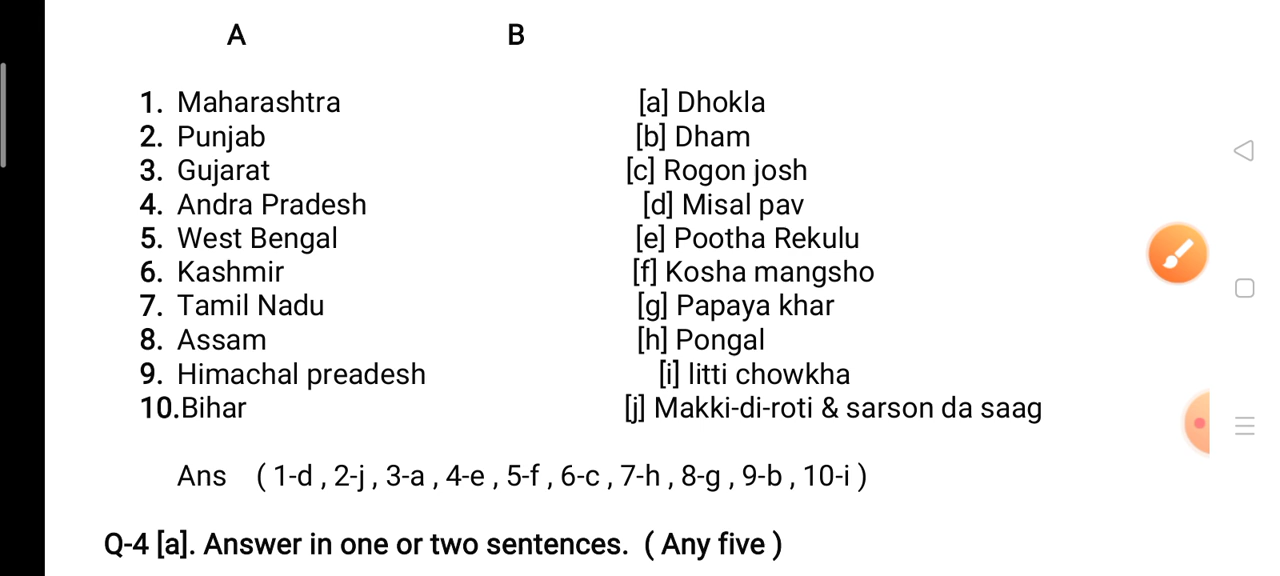 A B
1. Maharashtra [a] Dhokla
2. Punjab [b] Dham
3. Gujarat [c] Rogon josh
4. Andra Pradesh [d] Misal pav
5. West Bengal [e] Pootha Rekulu
6. Kashmir [f] Kosha mangsho
7. Tamil Nadu [g] Papaya khar
8. Assam [h] Pongal
9. Himachal preadesh [i] litti chowkha
10.Bihar [j] Makki-di-roti & sarson da saag
Ans ( 1-d , 2-j , 3-a , 4-e , 5-f , 6-c , 7-h , 8-g , 9-b , 10-i )
Q-4 [a]. Answer in one or two sentences. ( Any five )